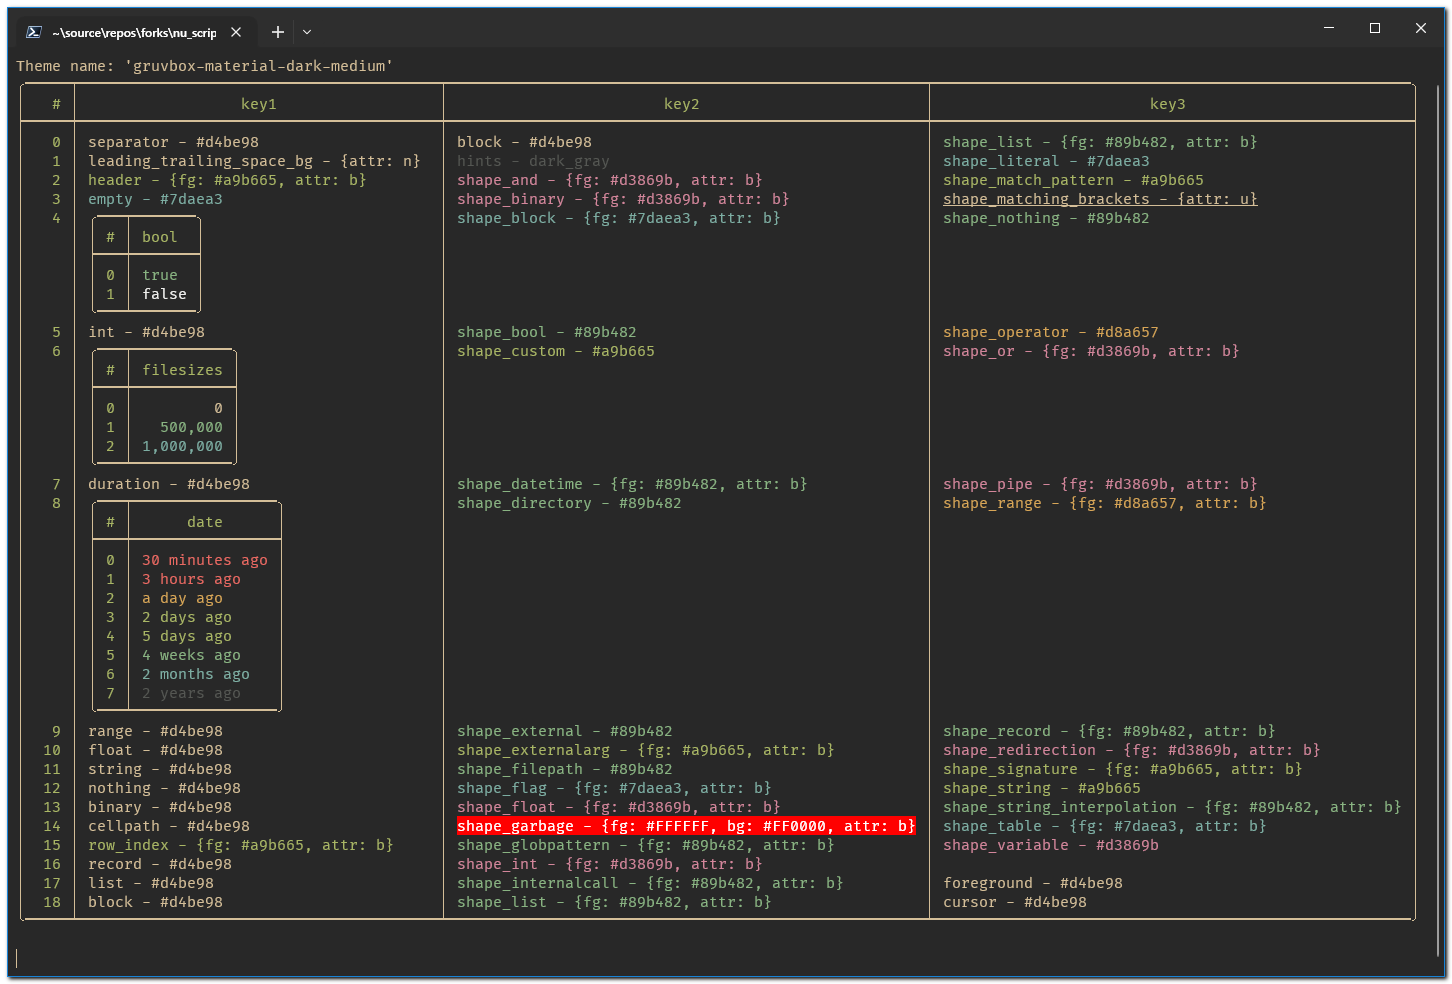 ~\source\repos\forks\nu_scrip
Theme name: 'gruvbox-material-dark-medium'
# key1 key2 key3
0 separator - #d4be98 block - #d4be98 shape_list - {fg: #89b482, attr: b}
1 leading_trailing_space_bg - {attr: n} hints - dark_gray shape_literal - #7daea3
2 header - {fg: #a9b665, attr: b} shape_and - {fg: #d3869b, attr: b} shape_match_pattern - #a9b665
3 empty - #7daea3 shape_binary - {fg: #d3869b, attr: b} shape_matching_brackets - {attr: u}
4 shape_block - {fg: #7daea3, attr: b} shape_nothing - #89b482
# bool
0 true
1 false
5 int - #d4be98 shape_bool - #89b482 shape_operator - #d8a657
6 shape_custom - #a9b665 shape_or - {fg: #d3869b, attr: b}
# filesizes
0 0
1 500,000
2 1,000,000
7 duration - #d4be98 shape_datetime - {fg: #89b482, attr: b} shape_pipe - {fg: #d3869b, attr: b}
8 shape_directory - #89b482 shape_range - {fg: #d8a657, attr: b}
# date
0 30 minutes ago
1 3 hours ago
2 a day ago
3 2 days ago
4 5 days ago
5 4 weeks ago
6 2 months ago
7 2 years ago
9 range - #d4be98 shape_external - #89b482 shape_record - {fg: #89b482, attr: b}
10 float - #d4be98 shape_externalarg - {fg: #a9b665, attr: b} shape_redirection - {fg: #d3869b, attr: b}
11 string - #d4be98 shape_filepath - #89b482 shape_signature - {fg: #a9b665, attr: b}
12 nothing - #d4be98 shape_flag - {fg: #7daea3, attr: b} shape_string - #a9b665
13 binary - #d4be98 shape_float - {fg: #d3869b, attr: b} shape_string_interpolation - {fg: #89b482, attr: b}
14 cellpath - #d4be98 shape_garbage - {fg: #FFFFFF, bg: #FF0000, attr: b} shape_table - {fg: #7daea3, attr: b}
15 row_index - {fg: #a9b665, attr: b} shape_globpattern - {fg: #89b482, attr: b} shape_variable - #d3869b
16 record - #d4be98 shape_int - {fg: #d3869b, attr: b}
17 list - #d4be98 shape_internalcall - {fg: #89b482, attr: b} foreground - #d4be98
18 block - #d4be98 shape_list - {fg: #89b482, attr: b} cursor - #d4be98